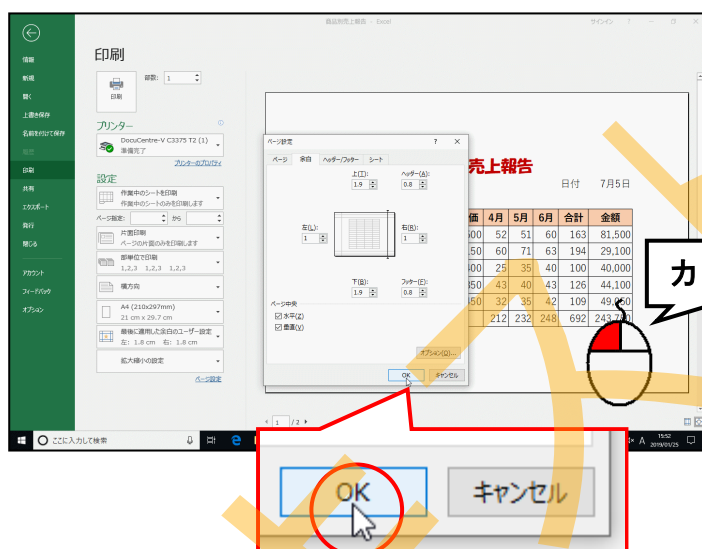 商品別売上報告 - Excel
サインイン ? - ロ ×
情報
新規
開く
上書き保存
名前を付けて保存
履歴
印刷
共有
エクスポート
発行
閉じる
アカウント
フィードバック
オプション
印刷
部数: 1
印刷
プリンター
DocuCentre-V C3375 T2 (1)
準備完了
プリンターのプロパティ
設定
作業中のシートを印刷
作業中のシートのみを印刷します
ページ指定: から
片面印刷
ページの片面のみを印刷します
部単位で印刷
1,2,3 1,2,3 1,2,3
横方向
A4 (210x297mm)
21 cm x 29.7 cm
最後に適用した余白のユーザー設定
左: 1.8 cm 右: 1.8 cm
拡大縮小の設定
ページ設定
ページ設定 ? ×
ページ 余白 ヘッダー/フッター シート
上(T): ヘッダー(A):
1.9 0.8
左(L): 右(R):
1 1
下(B): フッター(F):
1.9 0.8
ページ中央
水平(Z)
垂直(V)
オプション(O)...
OK キャンセル
売上報告
日付 7月5日
価 4月 5月 6月 合計 金額
500 52 51 60 163 81,500
150 60 71 63 194 29,100
400 25 35 40 100 40,000
350 43 40 43 126 44,100
450 32 35 42 109 49,050
212 232 248 692 243,750
カ
1 / 2
ここに入力して検索
A 15:52
2019/01/25
OK キャンセル